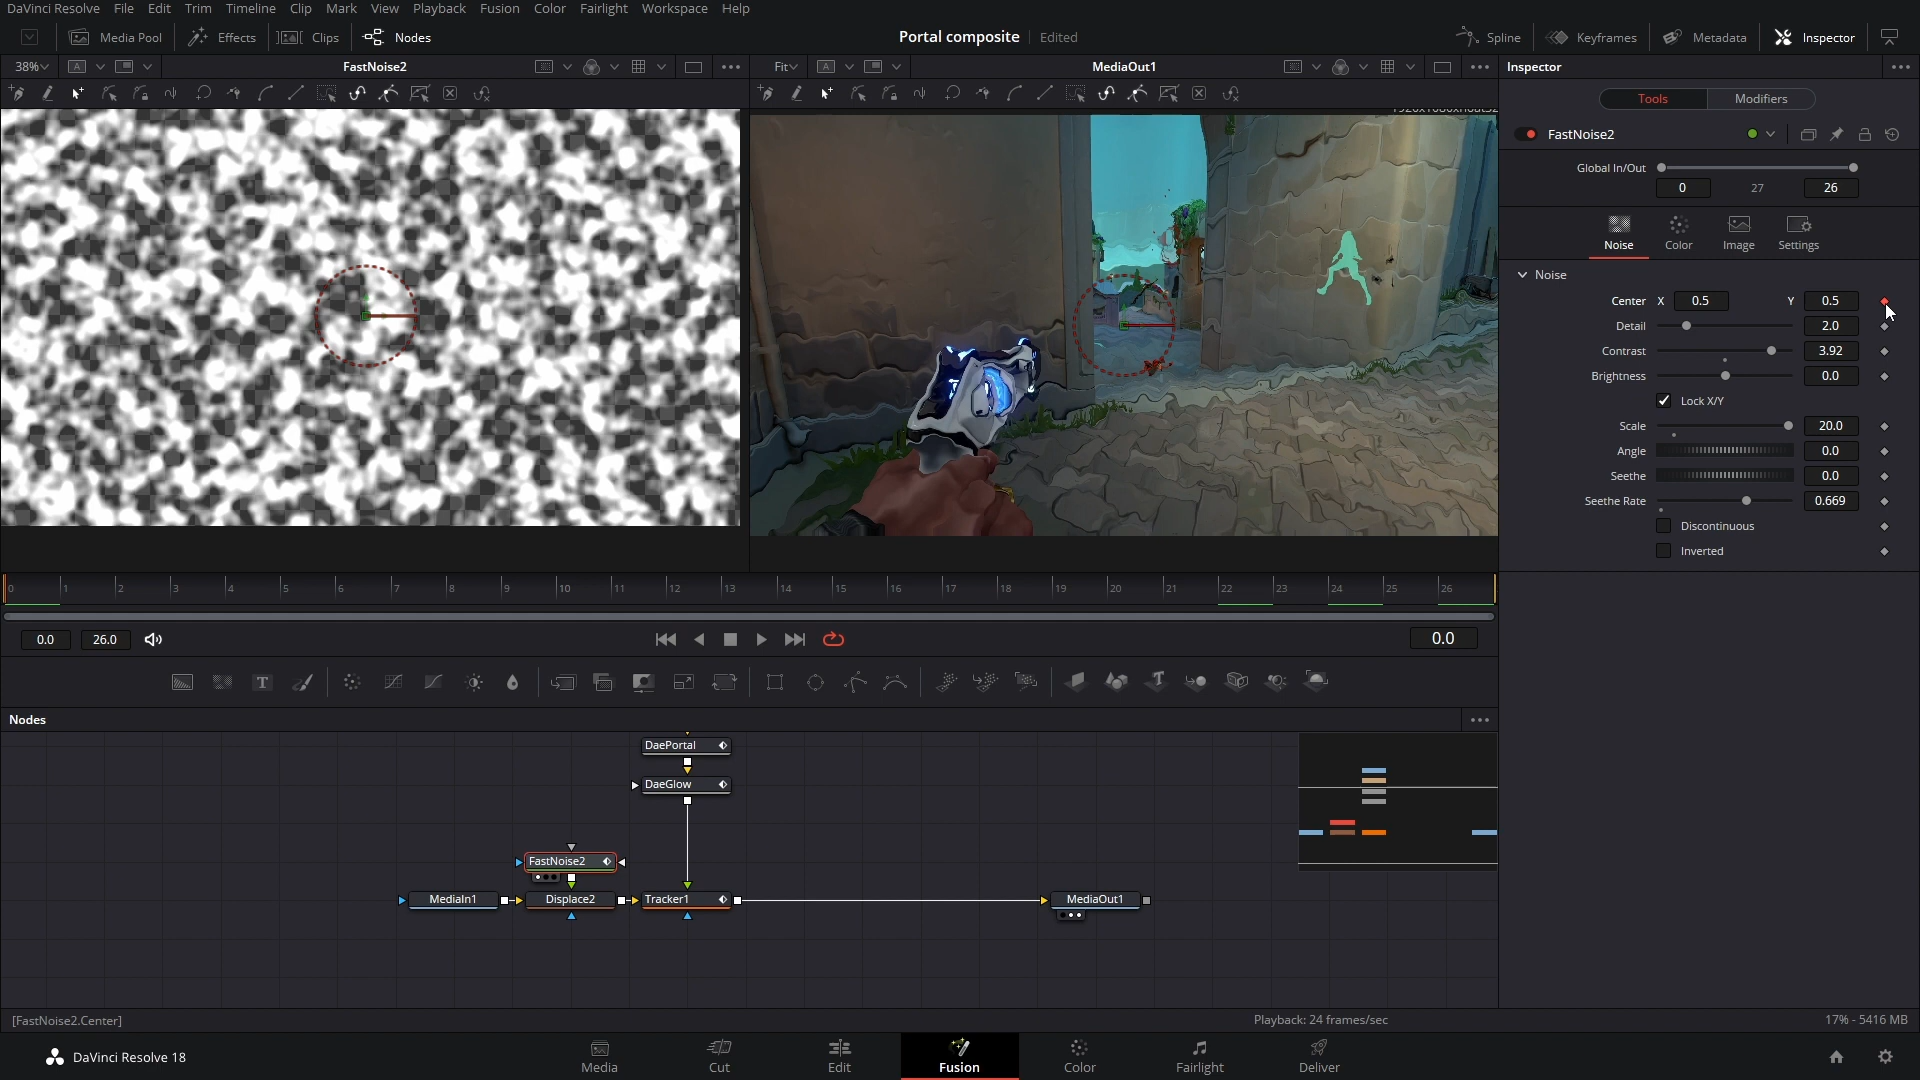 DaVinci Resolve File Edit Trim Timeline Clip Mark View Playback Fusion Color Fairlight Workspace Help
Media Pool Effects Clips Nodes Portal composite Edited Spline Keyframes Metadata Inspector
38% A FastNoise2 Fit A MediaOut1 Inspector
Tools Modifiers
FastNoise2
Global In/Out
0 27 26
Noise Color Image Settings
Noise
Center X 0.5 Y 0.5
Detail 2.0
Contrast 3.92
Brightness 0.0
Lock X/Y
Scale 20.0
Angle 0.0
Seethe 0.0
Seethe Rate 0.669
Discontinuous
Inverted
0 1 2 3 4 5 6 7 8 9 10 11 12 13 14 15 16 17 18 19 20 21 22 23 24 25 26
0.0 26.0 0.0
T
Nodes
DaePortal
DaeGlow
FastNoise2
MediaIn1 Displace2 Tracker1 MediaOut1
[FastNoise2.Center] Playback: 24 frames/sec 17% - 5416 MB
DaVinci Resolve 18 Media Cut Edit Fusion Color Fairlight Deliver